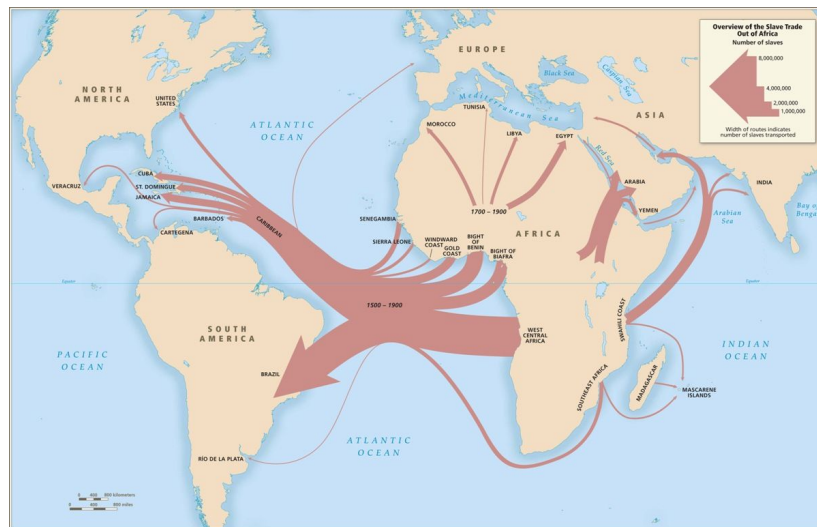 Overview of the Slave Trade
Out of Africa
Number of slaves
8,000,000
4,000,000
2,000,000
1,000,000
Width of routes indicates
number of slaves transported
NORTH
AMERICA
UNITED
STATES
ATLANTIC
OCEAN
EUROPE
Black Sea
Caspian Sea
Mediterranean Sea
ASIA
TUNISIA
MOROCCO
LIBYA
EGYPT
Red Sea
CUBA
ST. DOMINGUE
JAMAICA
VERACRUZ
BARBADOS
CARTEGENA
CARIBBEAN
1700 – 1900
ARABIA
YEMEN
INDIA
Arabian
Sea
Bay of
Bengal
SENEGAMBIA
SIERRA LEONE
WINDWARD
COAST
GOLD
COAST
BIGHT
OF
BENIN
BIGHT OF
BIAFRA
AFRICA
Equator
1500 – 1900
SOUTH
AMERICA
WEST
CENTRAL
AFRICA
SWAHILI COAST
INDIAN
OCEAN
PACIFIC
OCEAN
BRAZIL
SOUTHEAST AFRICA
MADAGASCAR
MASCARENE
ISLANDS
ATLANTIC
OCEAN
RÍO DE LA PLATA